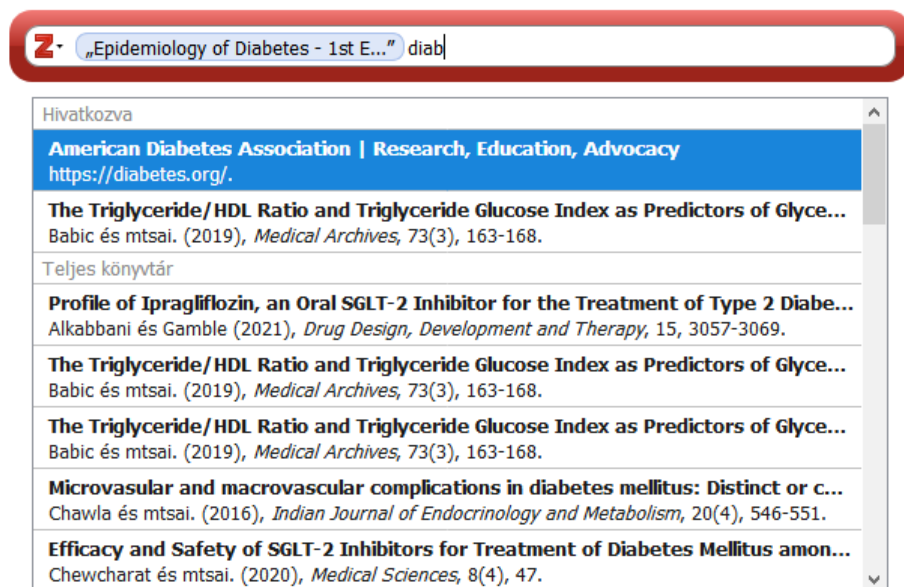 Z „Epidemiology of Diabetes - 1st E...” diab
Hivatkozva
American Diabetes Association | Research, Education, Advocacy
https://diabetes.org/.
The Triglyceride/HDL Ratio and Triglyceride Glucose Index as Predictors of Glyce...
Babic és mtsai. (2019), Medical Archives, 73(3), 163-168.
Teljes könyvtár
Profile of Ipragliflozin, an Oral SGLT-2 Inhibitor for the Treatment of Type 2 Diabe...
Alkabbani és Gamble (2021), Drug Design, Development and Therapy, 15, 3057-3069.
The Triglyceride/HDL Ratio and Triglyceride Glucose Index as Predictors of Glyce...
Babic és mtsai. (2019), Medical Archives, 73(3), 163-168.
The Triglyceride/HDL Ratio and Triglyceride Glucose Index as Predictors of Glyce...
Babic és mtsai. (2019), Medical Archives, 73(3), 163-168.
Microvasular and macrovascular complications in diabetes mellitus: Distinct or c...
Chawla és mtsai. (2016), Indian Journal of Endocrinology and Metabolism, 20(4), 546-551.
Efficacy and Safety of SGLT-2 Inhibitors for Treatment of Diabetes Mellitus amon...
Chewcharat és mtsai. (2020), Medical Sciences, 8(4), 47.